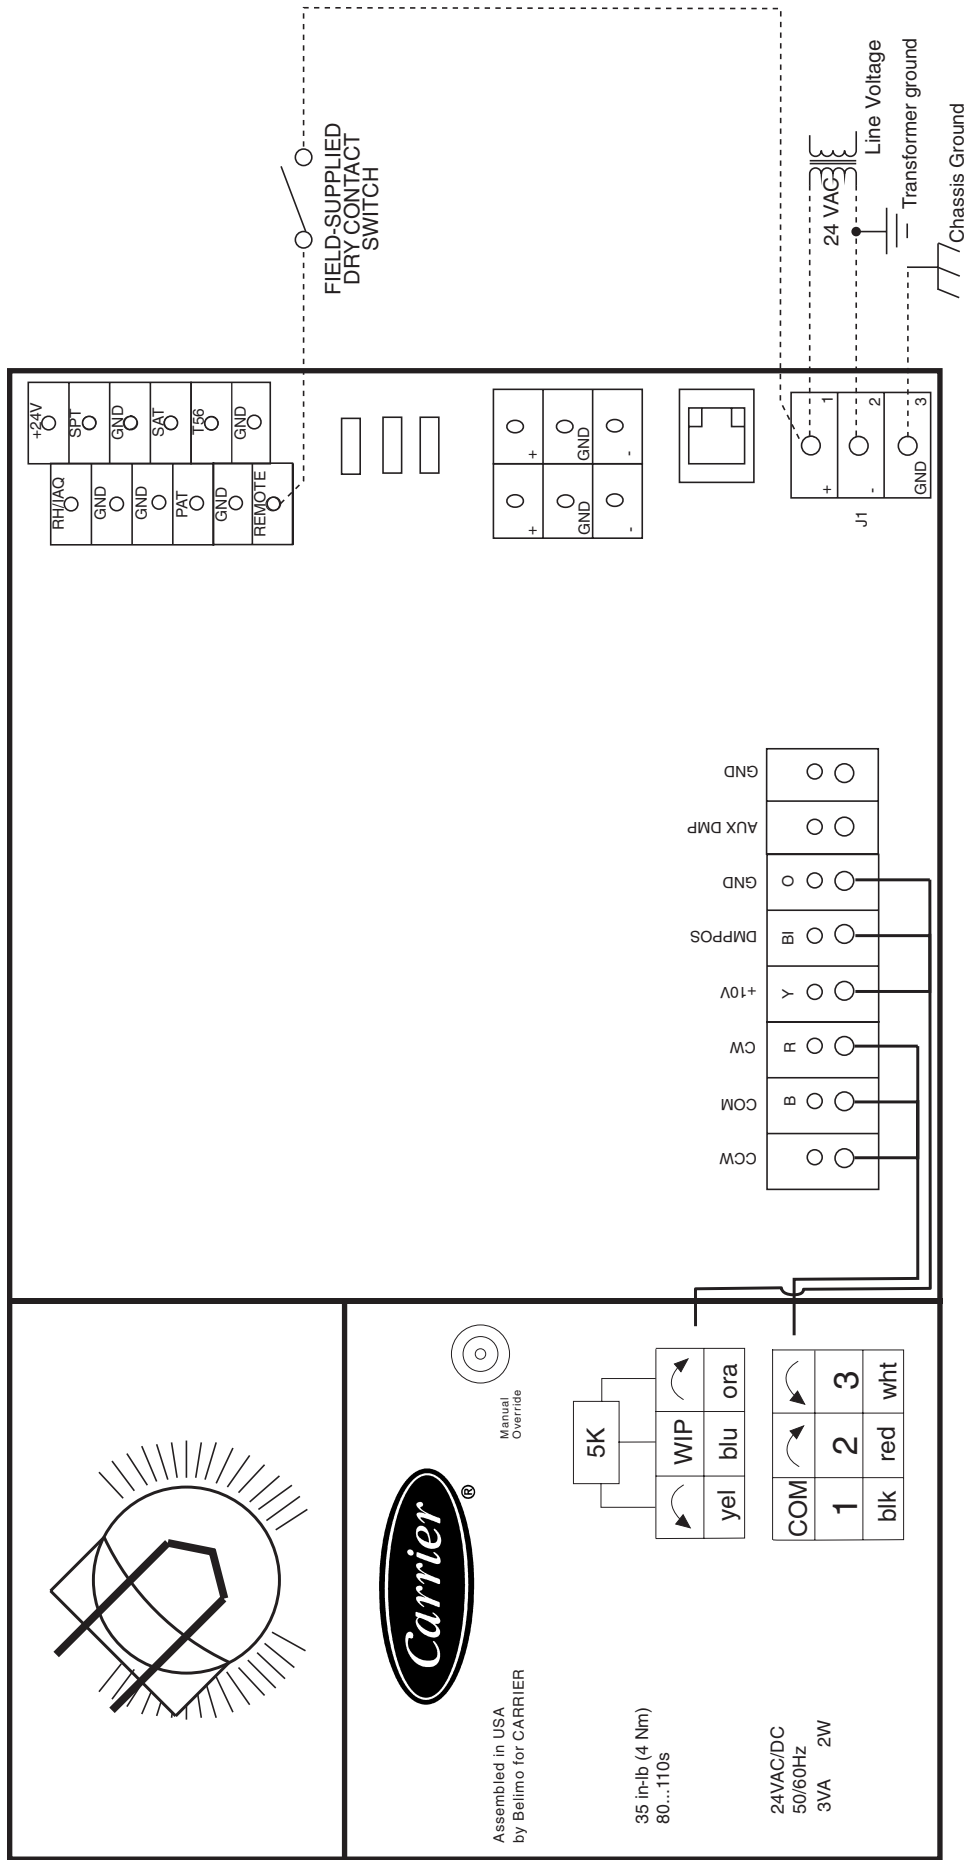 FIELD-SUPPLIED
DRY CONTACT
SWITCH
24 VAC
Line Voltage
Transformer ground
Chassis Ground
+24V
SPT
GND
SAT
T56
GND
RH/IAQ
GND
GND
PAT
GND
REMOTE
+
GND
-
+
GND
-
+
1
-
2
GND
3
J1
CCW
COM
CW
+10V
DMPPOS
GND
AUX DMP
GND
B
R
Y
Bl
O
Carrier
®
Manual
Override
Assembled in USA
by Belimo for CARRIER
35 in-lb (4 Nm)
80...110s
24VAC/DC
50/60Hz
3VA 2W
5K
WIP
yel blu ora
COM
1 2 3
blk red wht